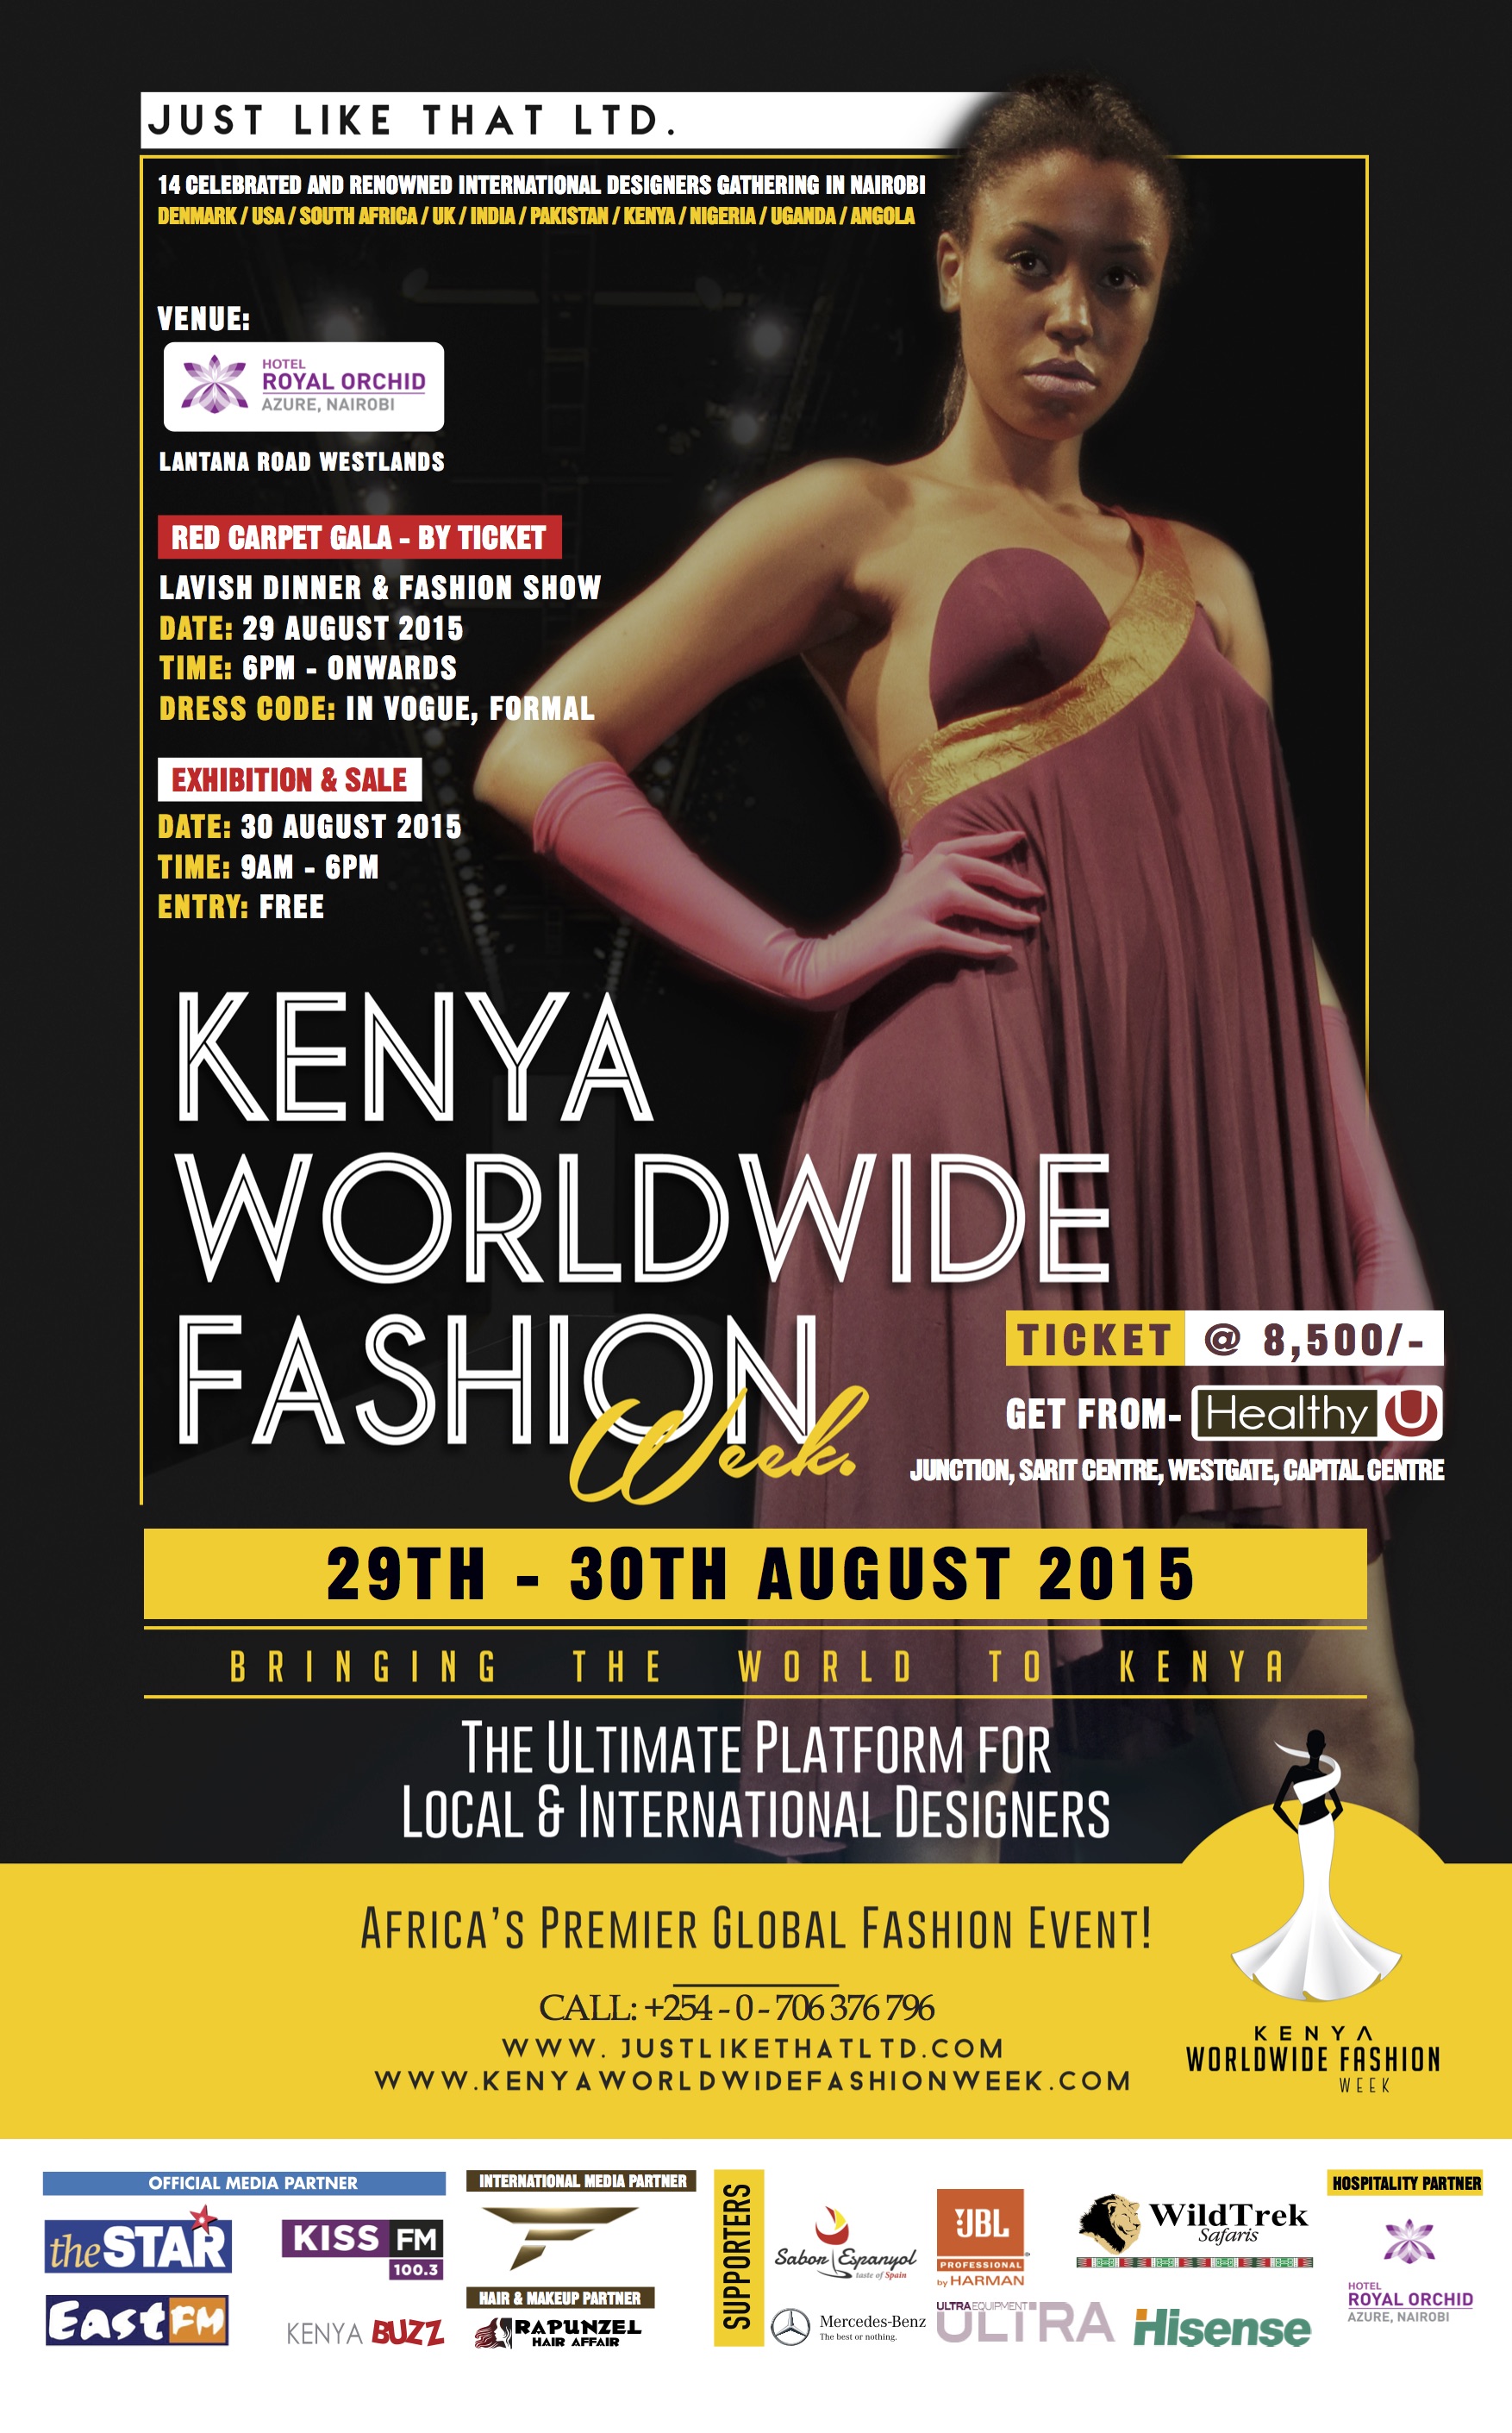 JUST LIKE THAT LTD.
14 CELEBRATED AND RENOWNED INTERNATIONAL DESIGNERS GATHERING IN NAIROBI
DENMARK / USA / SOUTH AFRICA / UK / INDIA / PAKISTAN / KENYA / NIGERIA / UGANDA / ANGOLA
VENUE:
HOTEL
ROYAL ORCHID
AZURE, NAIROBI
LANTANA ROAD WESTLANDS
RED CARPET GALA - BY TICKET
LAVISH DINNER & FASHION SHOW
DATE: 29 AUGUST 2015
TIME: 6PM - ONWARDS
DRESS CODE: IN VOGUE, FORMAL
EXHIBITION & SALE
DATE: 30 AUGUST 2015
TIME: 9AM - 6PM
ENTRY: FREE
KENYA
WORLDWIDE
FASHION
Week.
TICKET @ 8,500/-
GET FROM- Healthy U
JUNCTION, SARIT CENTRE, WESTGATE, CAPITAL CENTRE
29TH - 30TH AUGUST 2015
BRINGING THE WORLD TO KENYA
THE ULTIMATE PLATFORM FOR
LOCAL & INTERNATIONAL DESIGNERS
AFRICA'S PREMIER GLOBAL FASHION EVENT!
CALL: +254 - 0 - 706 376 796
WWW. JUSTLIKETHATLTD.COM
WWW.KENYAWORLDWIDEFASHIONWEEK.COM
KENYA
WORLDWIDE FASHION
WEEK
OFFICIAL MEDIA PARTNER
the STAR
KISS FM
100.3
East FM
KENYA BUZZ
INTERNATIONAL MEDIA PARTNER
HAIR & MAKEUP PARTNER
RAPUNZEL
HAIR AFFAIR
SUPPORTERS
Sabor Espanyol
taste of Spain
JBL
PROFESSIONAL
by HARMAN
WildTrek
Safaris
Mercedes-Benz
The best or nothing.
ULTRA EQUIPMENT
ULTRA
Hisense
HOSPITALITY PARTNER
HOTEL
ROYAL ORCHID
AZURE, NAIROBI